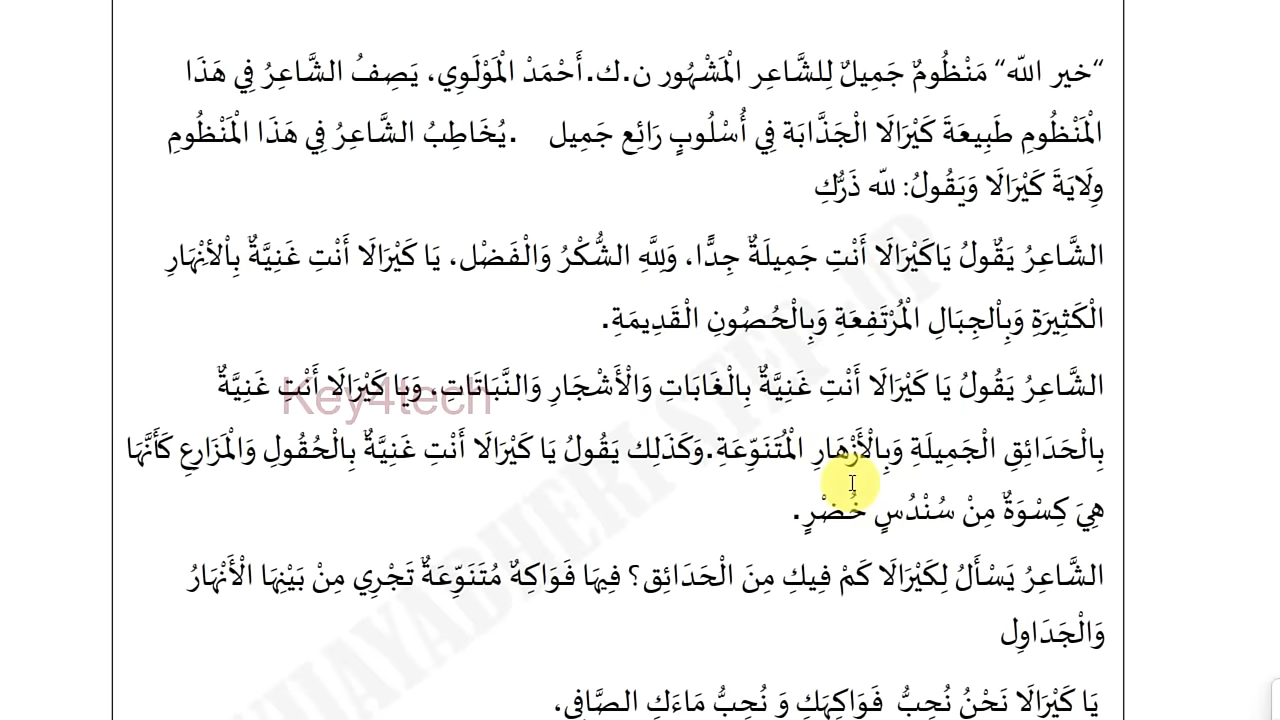 “خير الله” مَنْظُومٌ جَمِيلٌ لِلشَّاعِر الْمَشْهُور ن.ك.أَحْمَدْ الْمَوْلَوِي، يَصِفُ الشَّاعِرُ فِي هَذَا
الْمَنْظُومِ طَبِيعَةَ كَيْرَالَا الْجَذَّابَة فِي أُسْلُوبٍ رَائِع جَمِيل .يُخَاطِبُ الشَّاعِرُ فِي هَذَا الْمَنْظُومِ
وِلَايَةَ كَيْرَالَا وَيَقُولُ: لله ذَرُّكِ
الشَّاعِرُ يَقٌولُ يَاكَيْرَالَا أَنْتِ جَمِيلَةٌ جِدًّا، وَلِلَّهِ الشُّكْرُ وَالْفَضْل، يَا كَيْرَالَا أَنْتِ غَنِيَّةٌ بِاْلأنْهَارِ
الْكَثِيرَةِ وَبِاْلجِبَالِ الْمُرْتَفِعَةِ وَبِالْحُصُونِ الْقَدِيمَةِ.
الشَّاعِرُ يَقُولُ يَا كَيْرَالَا أَنْتِ غَنِيَّةٌ بِالْغَابَاتِ وَالْأَشْجَارِ وَالنَّبَاتَاتِ، وَيَا كَيْرَالَا أَنْتِ غَنِيَّةٌ
Key4tech
بِالْحَدَائِقِ الْجَمِيلَةِ وَبِالْأَزْهَارِ الْمُتَنَوِّعَةِ.وَكَذَلِك يَقُولُ يَا كَيْرَالَا أَنْتِ غَنِيَّةٌ بِالْحُقُولِ وَالْمَزَارِعِ كَأَنَّهَا
هِيَ كِسْوَةٌ مِنْ سُنْدُسٍ خُضْرٍ.
الشَّاعِرُ يَسْأَلُ لِكَيْرَالَا كَمْ فِيكِ مِنَ الْحَدَائِق؟ فِيهَا فَوَاكِهٌ مُتَنَوِّعَةٌ تَجْرِي مِنْ بَيْنِهَا الْأَنْهَارُ
وَالْجَدَاوِل
يَا كَيْرَالَا نَحْنُ نُحِبُّ فَوَاكِهَكِ وَ نُحِبُّ مَاءَكِ الصَّافِي،